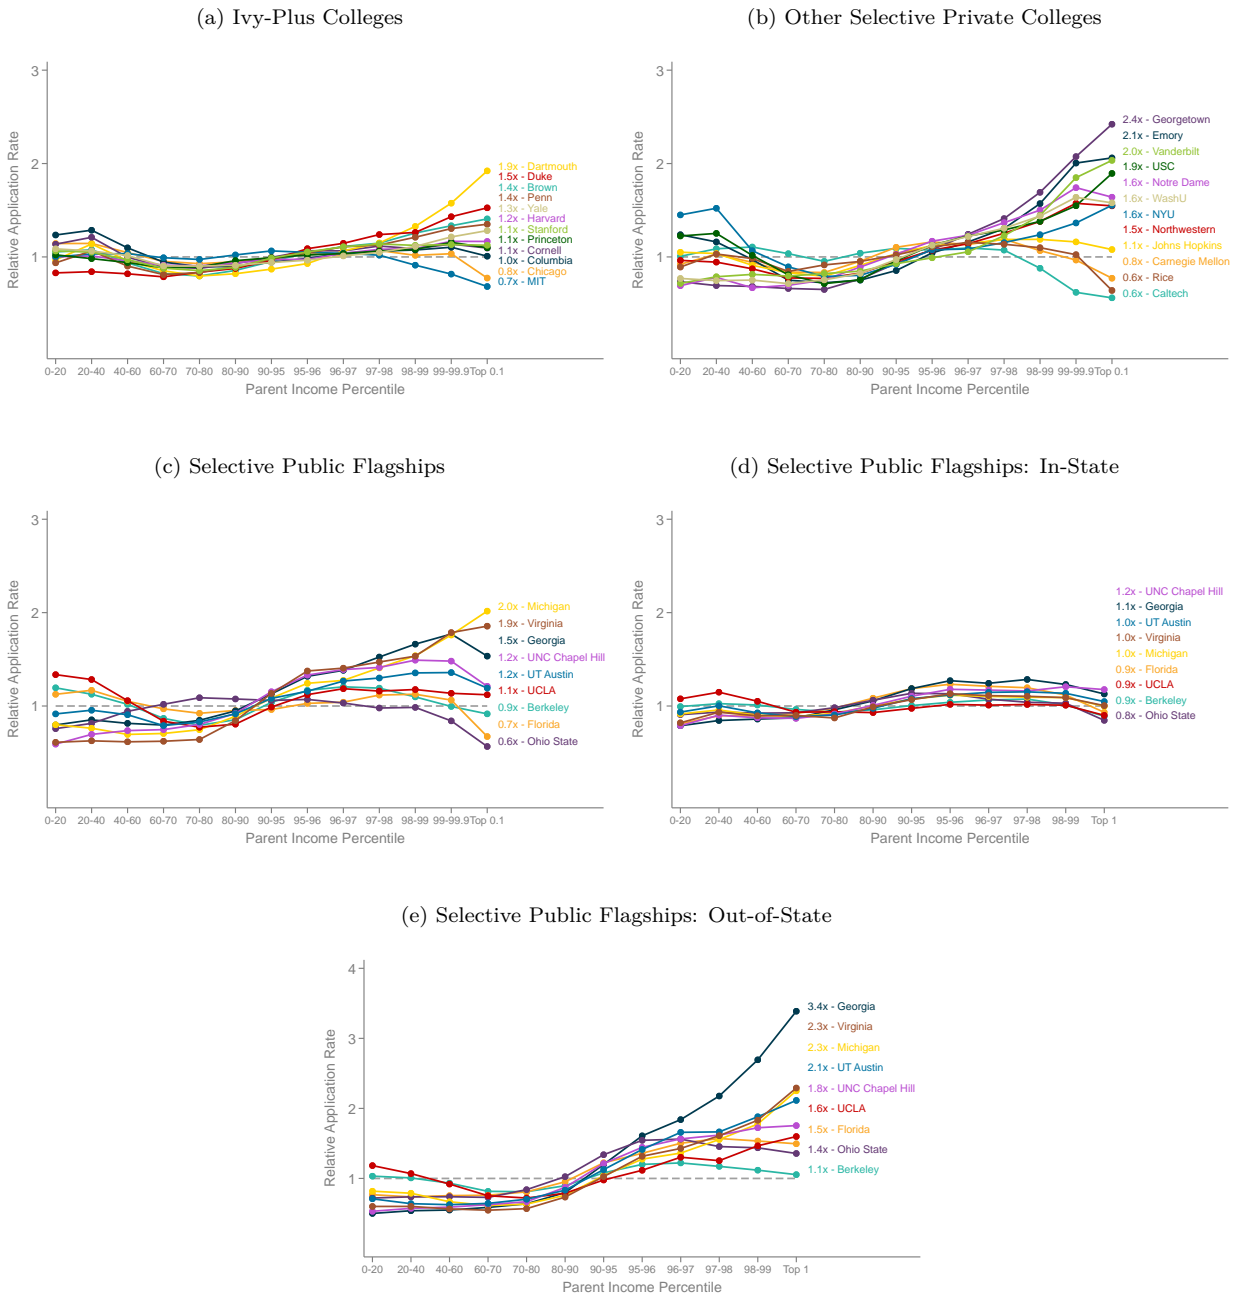 (a) Ivy-Plus Colleges
3
2
1
Relative Application Rate
1.9x - Dartmouth
1.5x - Duke
1.4x - Brown
1.4x - Penn
1.3x - Yale
1.2x - Harvard
1.1x - Stanford
1.1x - Princeton
1.1x - Cornell
1.0x - Columbia
0.8x - Chicago
0.7x - MIT
0-20 20-40 40-60 60-70 70-80 80-90 90-95 95-96 96-97 97-98 98-99 99-99.9 Top 0.1
Parent Income Percentile
(b) Other Selective Private Colleges
3
2
1
Relative Application Rate
2.4x - Georgetown
2.1x - Emory
2.0x - Vanderbilt
1.9x - USC
1.6x - Notre Dame
1.6x - WashU
1.6x - NYU
1.5x - Northwestern
1.1x - Johns Hopkins
0.8x - Carnegie Mellon
0.6x - Rice
0.6x - Caltech
0-20 20-40 40-60 60-70 70-80 80-90 90-95 95-96 96-97 97-98 98-99 99-99.9 Top 0.1
Parent Income Percentile
(c) Selective Public Flagships
3
2
1
Relative Application Rate
2.0x - Michigan
1.9x - Virginia
1.5x - Georgia
1.2x - UNC Chapel Hill
1.2x - UT Austin
1.1x - UCLA
0.9x - Berkeley
0.7x - Florida
0.6x - Ohio State
0-20 20-40 40-60 60-70 70-80 80-90 90-95 95-96 96-97 97-98 98-99 99-99.9 Top 0.1
Parent Income Percentile
(d) Selective Public Flagships: In-State
3
2
1
Relative Application Rate
1.2x - UNC Chapel Hill
1.1x - Georgia
1.0x - UT Austin
1.0x - Virginia
1.0x - Michigan
0.9x - Florida
0.9x - UCLA
0.9x - Berkeley
0.8x - Ohio State
0-20 20-40 40-60 60-70 70-80 80-90 90-95 95-96 96-97 97-98 98-99 Top 1
Parent Income Percentile
(e) Selective Public Flagships: Out-of-State
4
3
2
1
Relative Application Rate
3.4x - Georgia
2.3x - Virginia
2.3x - Michigan
2.1x - UT Austin
1.8x - UNC Chapel Hill
1.6x - UCLA
1.5x - Florida
1.4x - Ohio State
1.1x - Berkeley
0-20 20-40 40-60 60-70 70-80 80-90 90-95 95-96 96-97 97-98 98-99 Top 1
Parent Income Percentile